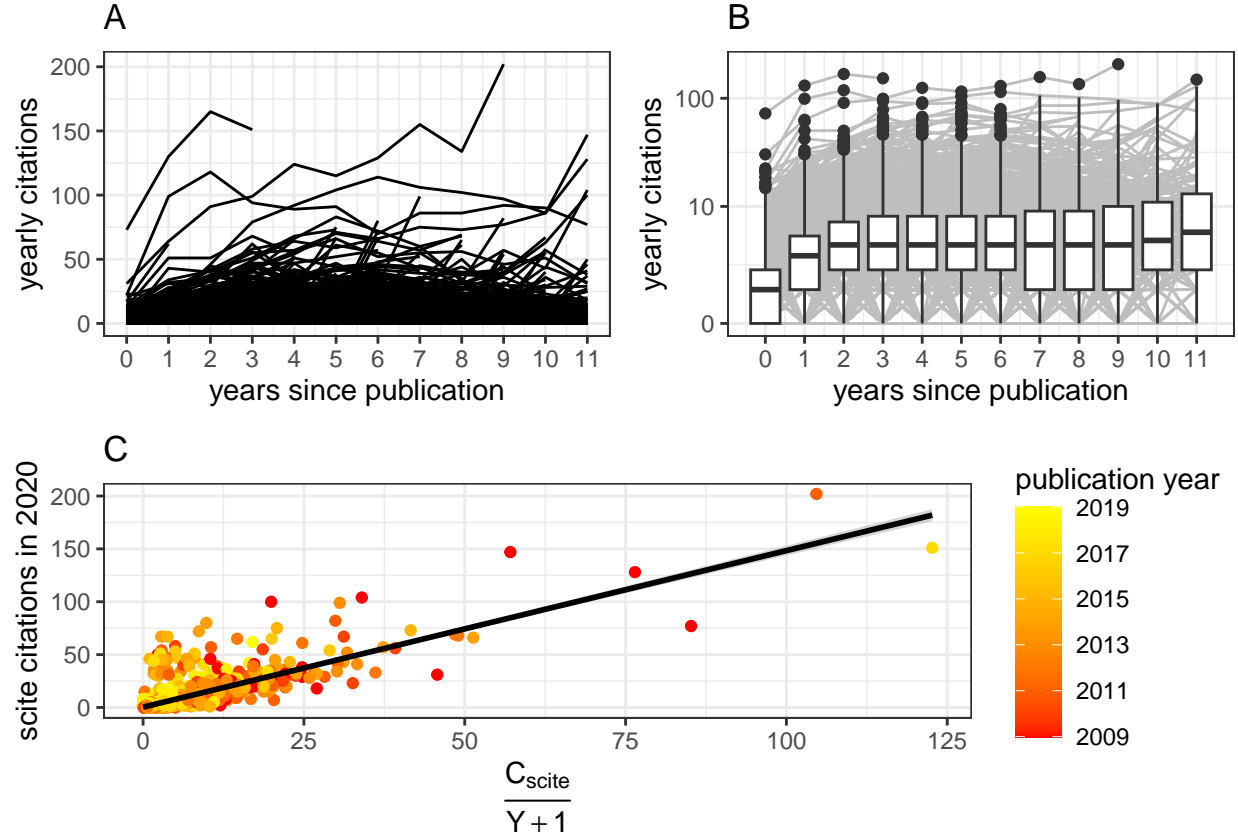 A
yearly citations
200
150
100
50
0
0 1 2 3 4 5 6 7 8 9 10 11
years since publication
B
yearly citations
100
10
0
0 1 2 3 4 5 6 7 8 9 10 11
years since publication
C
scite citations in 2020
200
150
100
50
0
0 25 50 75 100 125
C_scite
Y + 1
publication year
2019
2017
2015
2013
2011
2009